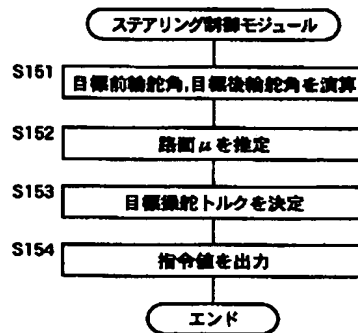 ステアリング制御モジュール
S151
目標前輪舵角,目標後輪舵角を演算
S152
路面μを推定
S153
目標操舵トルクを決定
S154
指令値を出力
エンド